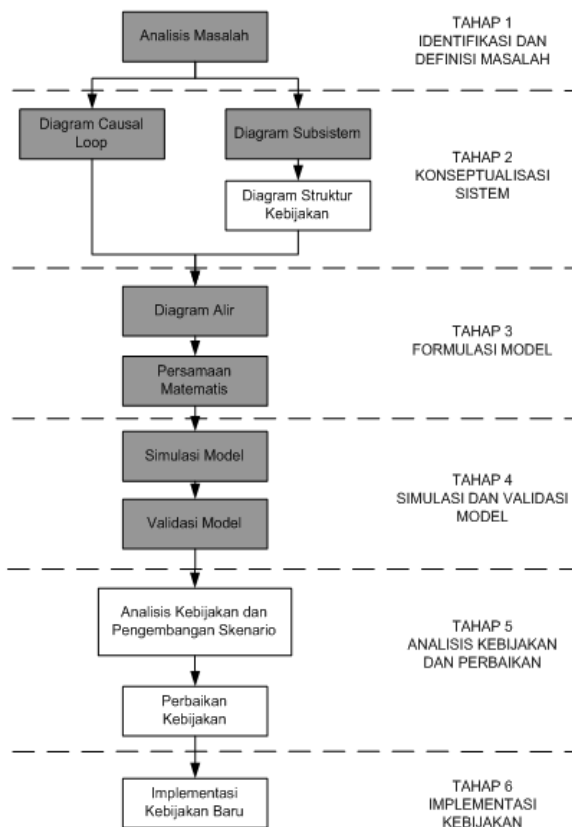 Analisis Masalah
TAHAP 1
IDENTIFIKASI DAN
DEFINISI MASALAH
Diagram Causal
Loop
Diagram Subsistem
Diagram Struktur
Kebijakan
TAHAP 2
KONSEPTUALISASI
SISTEM
Diagram Alir
Persamaan
Matematis
TAHAP 3
FORMULASI MODEL
Simulasi Model
Validasi Model
TAHAP 4
SIMULASI DAN VALIDASI
MODEL
Analisis Kebijakan dan
Pengembangan Skenario
Perbaikan
Kebijakan
TAHAP 5
ANALISIS KEBIJAKAN
DAN PERBAIKAN
Implementasi
Kebijakan Baru
TAHAP 6
IMPLEMENTASI
KEBIJAKAN